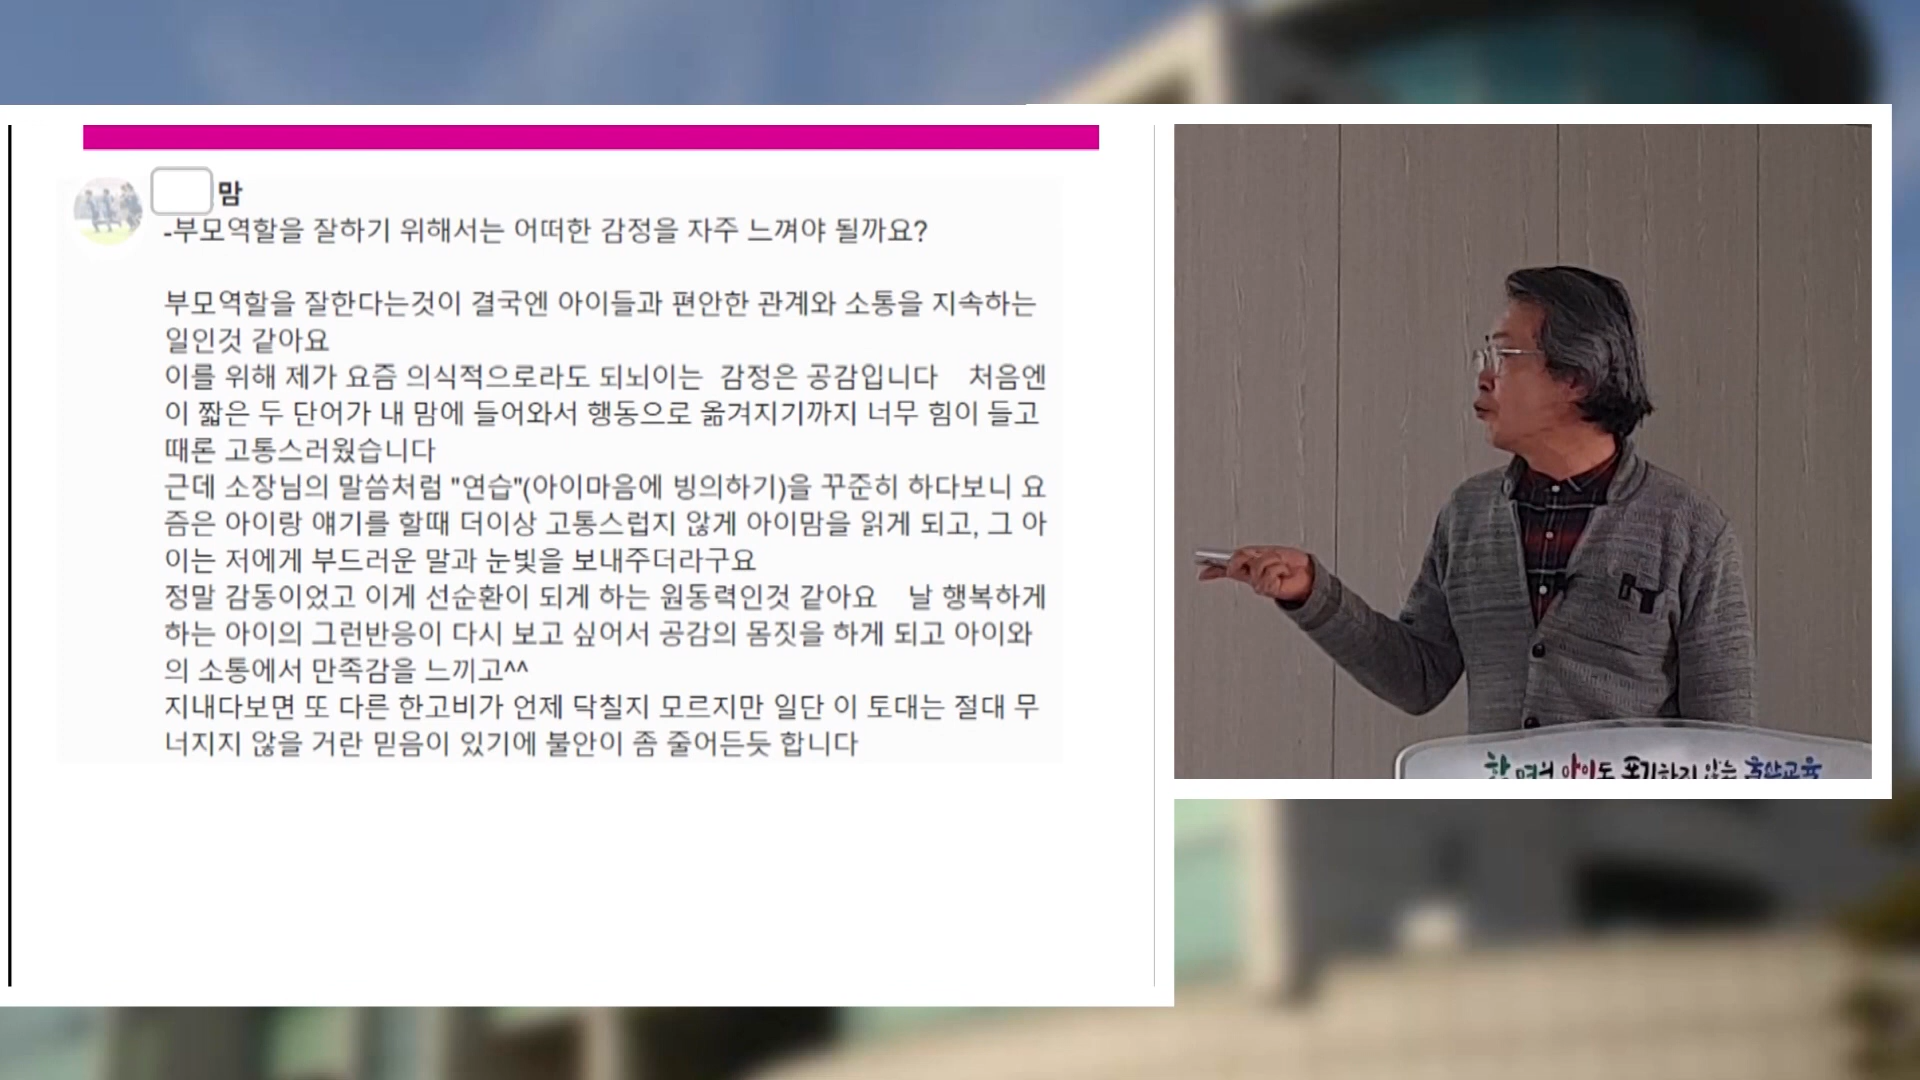 맘
-부모역할을 잘하기 위해서는 어떠한 감정을 자주 느껴야 될까요?
부모역할을 잘한다는것이 결국엔 아이들과 편안한 관계와 소통을 지속하는
일인것 같아요
이를 위해 제가 요즘 의식적으로라도 되뇌이는 감정은 공감입니다 처음엔
이 짧은 두 단어가 내 맘에 들어와서 행동으로 옮겨지기까지 너무 힘이 들고
때론 고통스러웠습니다
근데 소장님의 말씀처럼 "연습"(아이마음에 빙의하기)을 꾸준히 하다보니 요
즘은 아이랑 얘기를 할때 더이상 고통스럽지 않게 아이맘을 읽게 되고, 그 아
이는 저에게 부드러운 말과 눈빛을 보내주더라구요
정말 감동이었고 이게 선순환이 되게 하는 원동력인것 같아요 날 행복하게
하는 아이의 그런반응이 다시 보고 싶어서 공감의 몸짓을 하게 되고 아이와
의 소통에서 만족감을 느끼고^^
지내다보면 또 다른 한고비가 언제 닥칠지 모르지만 일단 이 토대는 절대 무
너지지 않을 거란 믿음이 있기에 불안이 좀 줄어든듯 합니다
한 명의 아이도 포기하지 않는